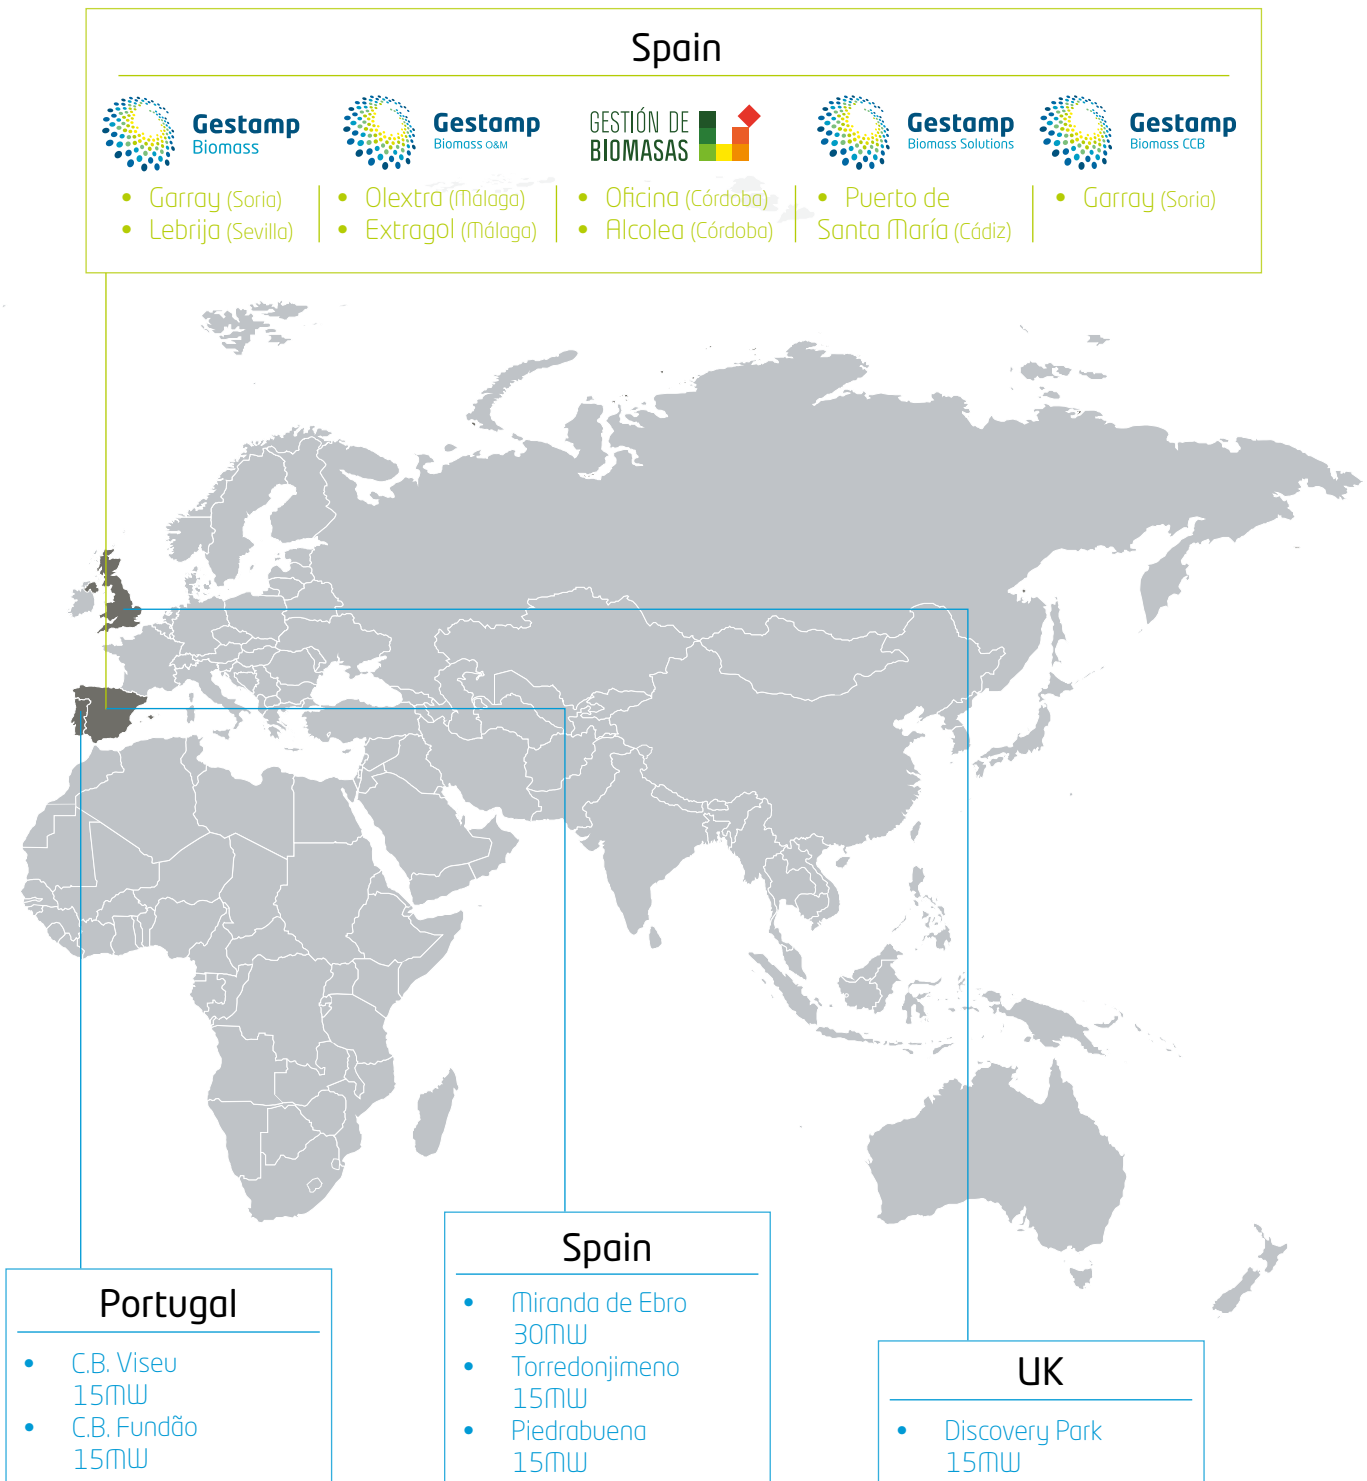 Spain
Gestamp
Biomass
Gestamp
Biomass O&M
GESTIÓN DE
BIOMASAS
Gestamp
Biomass Solutions
Gestamp
Biomass CCB
• Garray (Soria)
• Lebrija (Sevilla)
• Olextra (Málaga)
• Extragol (Málaga)
• Oficina (Córdoba)
• Alcolea (Córdoba)
• Puerto de
Santa María (Cádiz)
• Garray (Soria)
Portugal
• C.B. Viseu
15MW
• C.B. Fundão
15MW
Spain
• Miranda de Ebro
30MW
• Torredonjimeno
15MW
• Piedrabuena
15MW
UK
• Discovery Park
15MW